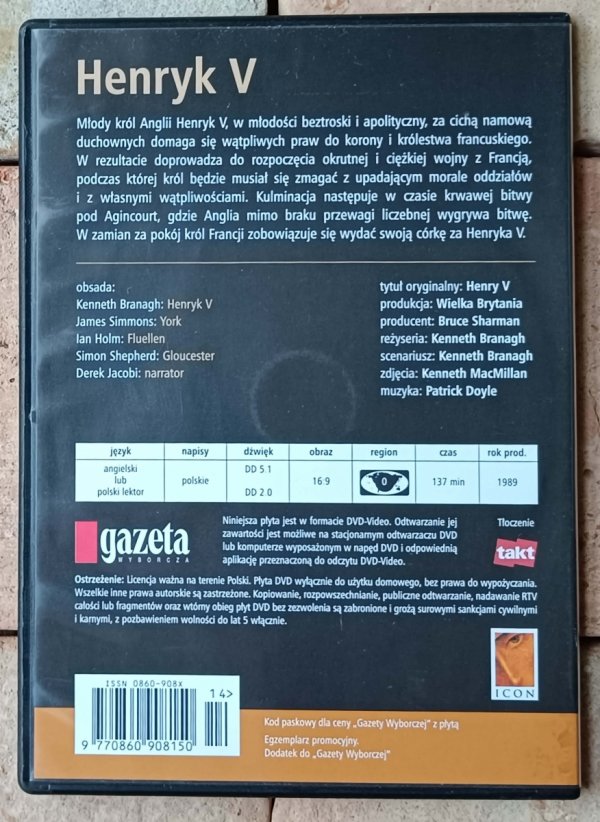 Henryk V
Młody król Anglii Henryk V, w młodości beztroski i apolityczny, za cichą namową
duchownych domaga się wątpliwych praw do korony i królestwa francuskiego.
W rezultacie doprowadza do rozpoczęcia okrutnej i ciężkiej wojny z Francją,
podczas której król będzie musiał się zmagać z upadającym morale oddziałów
i z własnymi wątpliwościami. Kulminacja następuje w czasie krwawej bitwy
pod Agincourt, gdzie Anglia mimo braku przewagi liczebnej wygrywa bitwę.
W zamian za pokój król Francji zobowiązuje się wydać swoją córkę za Henryka V.
obsada:
Kenneth Branagh: Henryk V
James Simmons: York
Ian Holm: Fluellen
Simon Shepherd: Gloucester
Derek Jacobi: narrator
tytuł oryginalny: Henry V
produkcja: Wielka Brytania
producent: Bruce Sharman
reżyseria: Kenneth Branagh
scenariusz: Kenneth Branagh
zdjęcia: Kenneth MacMillan
muzyka: Patrick Doyle
język napisy dźwięk obraz region czas rok prod.
angielski
lub
polski lektor
polskie
DD 5.1
DD 2.0
16:9
0
137 min
1989
gazeta
WYBORCZA
Niniejsza płyta jest w formacie DVD-Video. Odtwarzanie jej
zawartości jest możliwe na stacjonarnym odtwarzaczu DVD
lub komputerze wyposażonym w napęd DVD i odpowiednią
aplikację przeznaczoną do odczytu DVD-Video.
Tłoczenie
takt
Ostrzeżenie: Licencja ważna na terenie Polski. Płyta DVD wyłącznie do użytku domowego, bez prawa do wypożyczania.
Wszelkie inne prawa autorskie są zastrzeżone. Kopiowanie, rozpowszechnianie, publiczne odtwarzanie, nadawanie RTV
całości lub fragmentów oraz wtórny obieg płyt DVD bez zezwolenia są zabronione i grożą surowymi sankcjami cywilnymi
i karnymi, z pozbawieniem wolności do lat 5 włącznie.
ICON
ISSN 0860-908X
14>
9 770860 908150
Kod paskowy dla ceny „Gazety Wyborczej” z płytą
Egzemplarz promocyjny.
Dodatek do „Gazety Wyborczej”